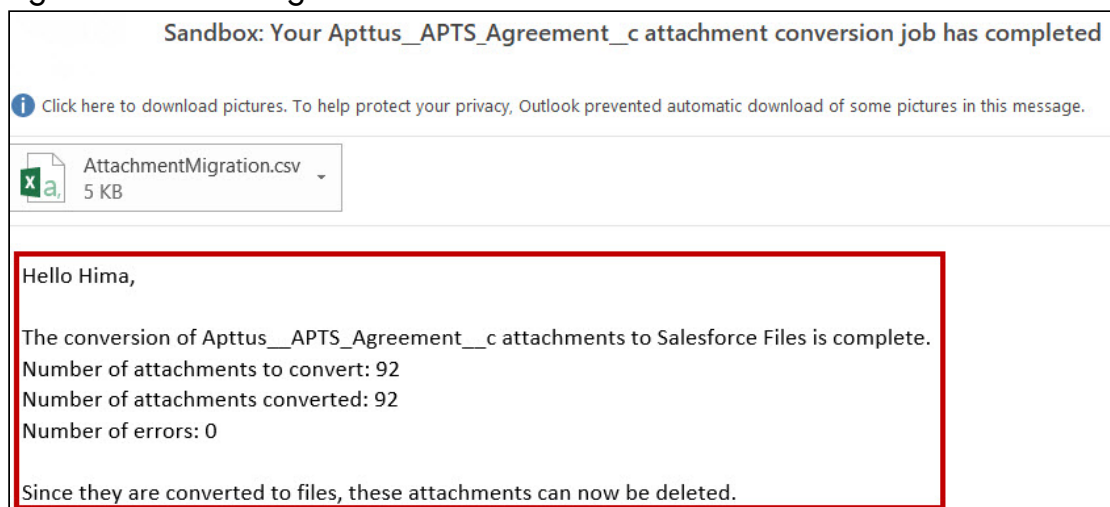 Sandbox: Your Apttus__APTS_Agreement__c attachment conversion job has completed
Click here to download pictures. To help protect your privacy, Outlook prevented automatic download of some pictures in this message.
AttachmentMigration.csv
5 KB
Hello Hima,
The conversion of Apttus__APTS_Agreement__c attachments to Salesforce Files is complete.
Number of attachments to convert: 92
Number of attachments converted: 92
Number of errors: 0
Since they are converted to files, these attachments can now be deleted.